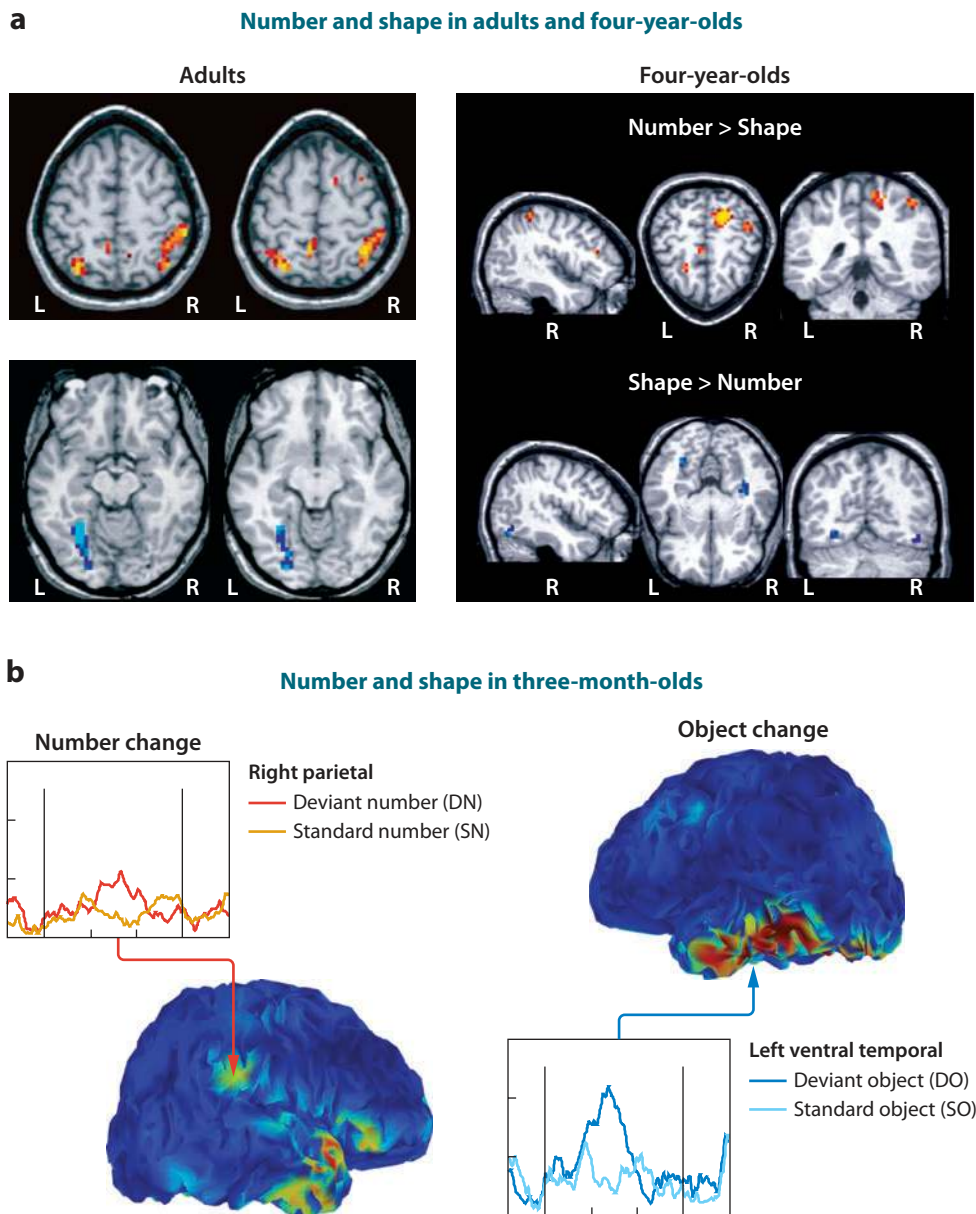 a
Number and shape in adults and four-year-olds
Adults
Four-year-olds
L
R
L
R
L
R
L
R
Number > Shape
R
L
R
L
R
Shape > Number
R
L
R
L
R
b
Number and shape in three-month-olds
Number change
Right parietal
Deviant number (DN)
Standard number (SN)
Object change
Left ventral temporal
Deviant object (DO)
Standard object (SO)